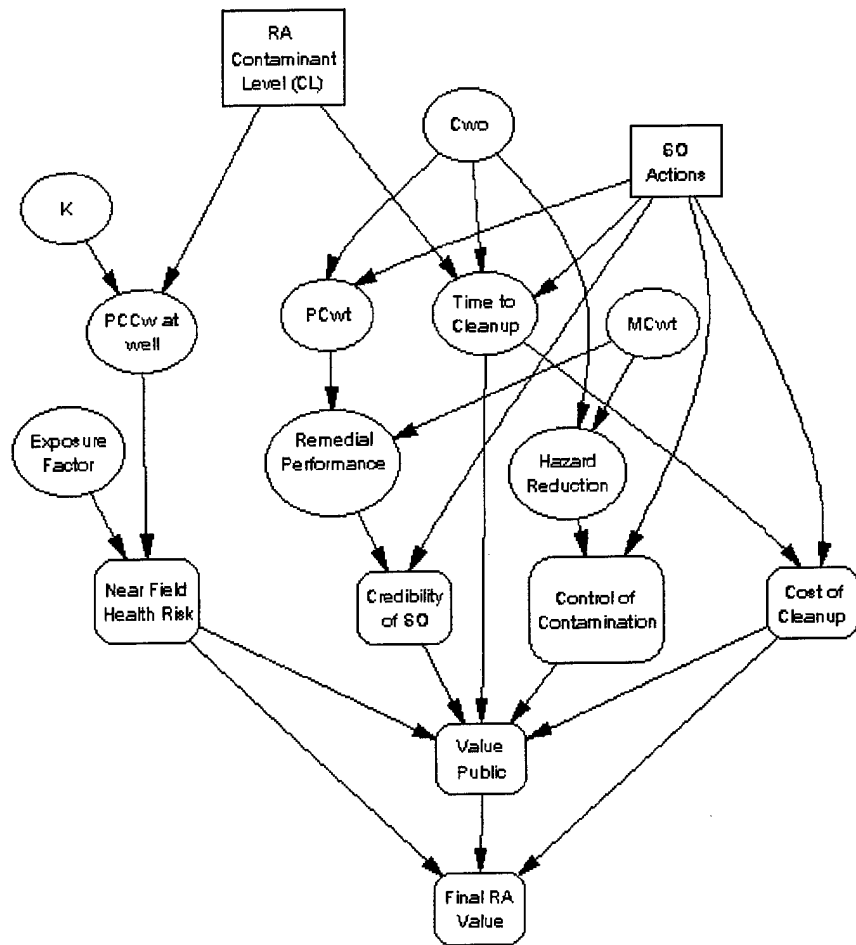 RA
Contaminant
Level (CL)
Cwo
SO
Actions
K
PCCw at
well
PCwt
Time to
Cleanup
MCwt
Exposure
Factor
Remedial
Performance
Hazard
Reduction
Near Field
Health Risk
Credibility
of SO
Control of
Contamination
Cost of
Cleanup
Value
Public
Final RA
Value